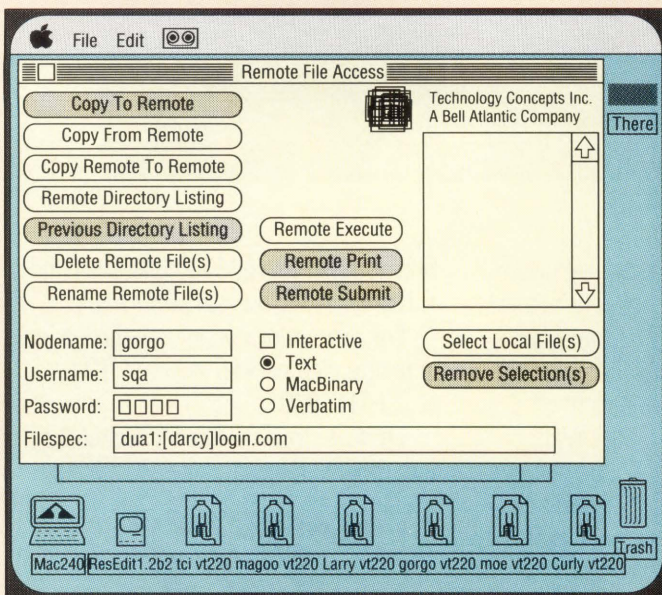 File Edit
Remote File Access
Copy To Remote
Copy From Remote
Copy Remote To Remote
Remote Directory Listing
Previous Directory Listing
Delete Remote File(s)
Rename Remote File(s)
Remote Execute
Remote Print
Remote Submit
Technology Concepts Inc.
A Bell Atlantic Company
There
Nodename: gorgo
Username: sqa
Password:
Filespec: dua1:[darcy]login.com
Interactive
Text
MacBinary
Verbatim
Select Local File(s)
Remove Selection(s)
Trash
Mac240 ResEdit1.2b2 tci vt220 magoo vt220 Larry vt220 gorgo vt220 moe vt220 Curly vt220